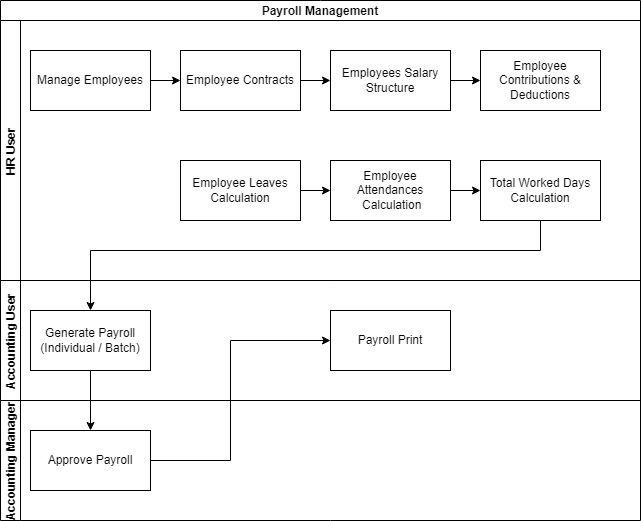 Payroll Management
HR User
Manage Employees
Employee Contracts
Employees Salary
Structure
Employee
Contributions &
Deductions
Employee Leaves
Calculation
Employee
Attendances
Calculation
Total Worked Days
Calculation
Accounting User
Generate Payroll
(Individual / Batch)
Payroll Print
Accounting Manager
Approve Payroll